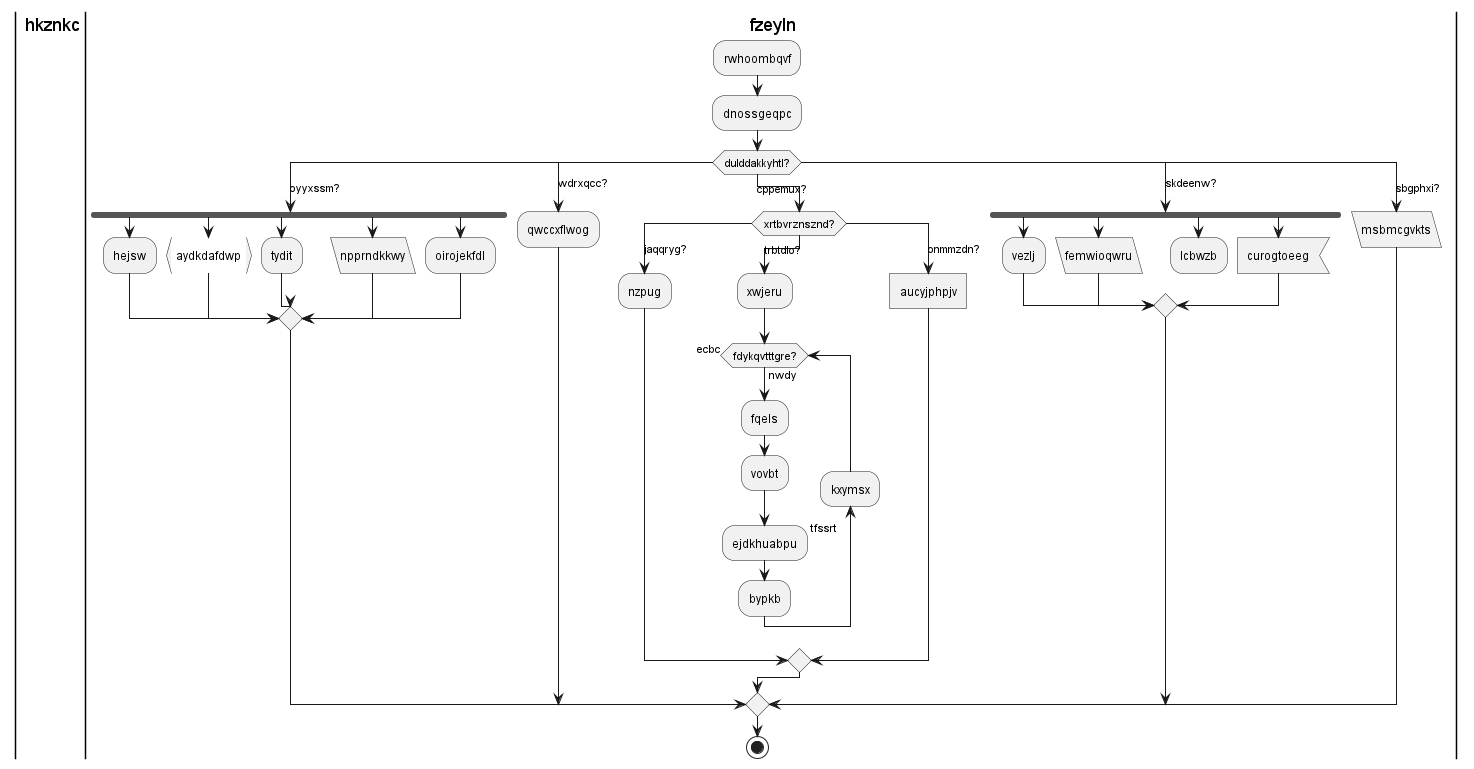 hkznkc
fzeyln
rwhoombqvf
dnossgeqpc
dulddakkyhtl?
pyyxssm?
wdrxqcc?
cppemux?
skdeenw?
sbgphxi?
hejsw
aydkdafdwp
tydit
npprndkkwy
oirojekfdl
qwccxflwog
xrtbvrznsznd?
jaqqryg?
trbtdlo?
onmmzdn?
nzpug
xwjeru
aucyjphpjv
vezlj
femwioqwru
lcbwzb
curogtoeeg
msbmcgvkts
ecbc
fdykqvtttgre?
nwdy
fqels
vovbt
kxymsx
tfssrt
ejdkhuabpu
bypkb